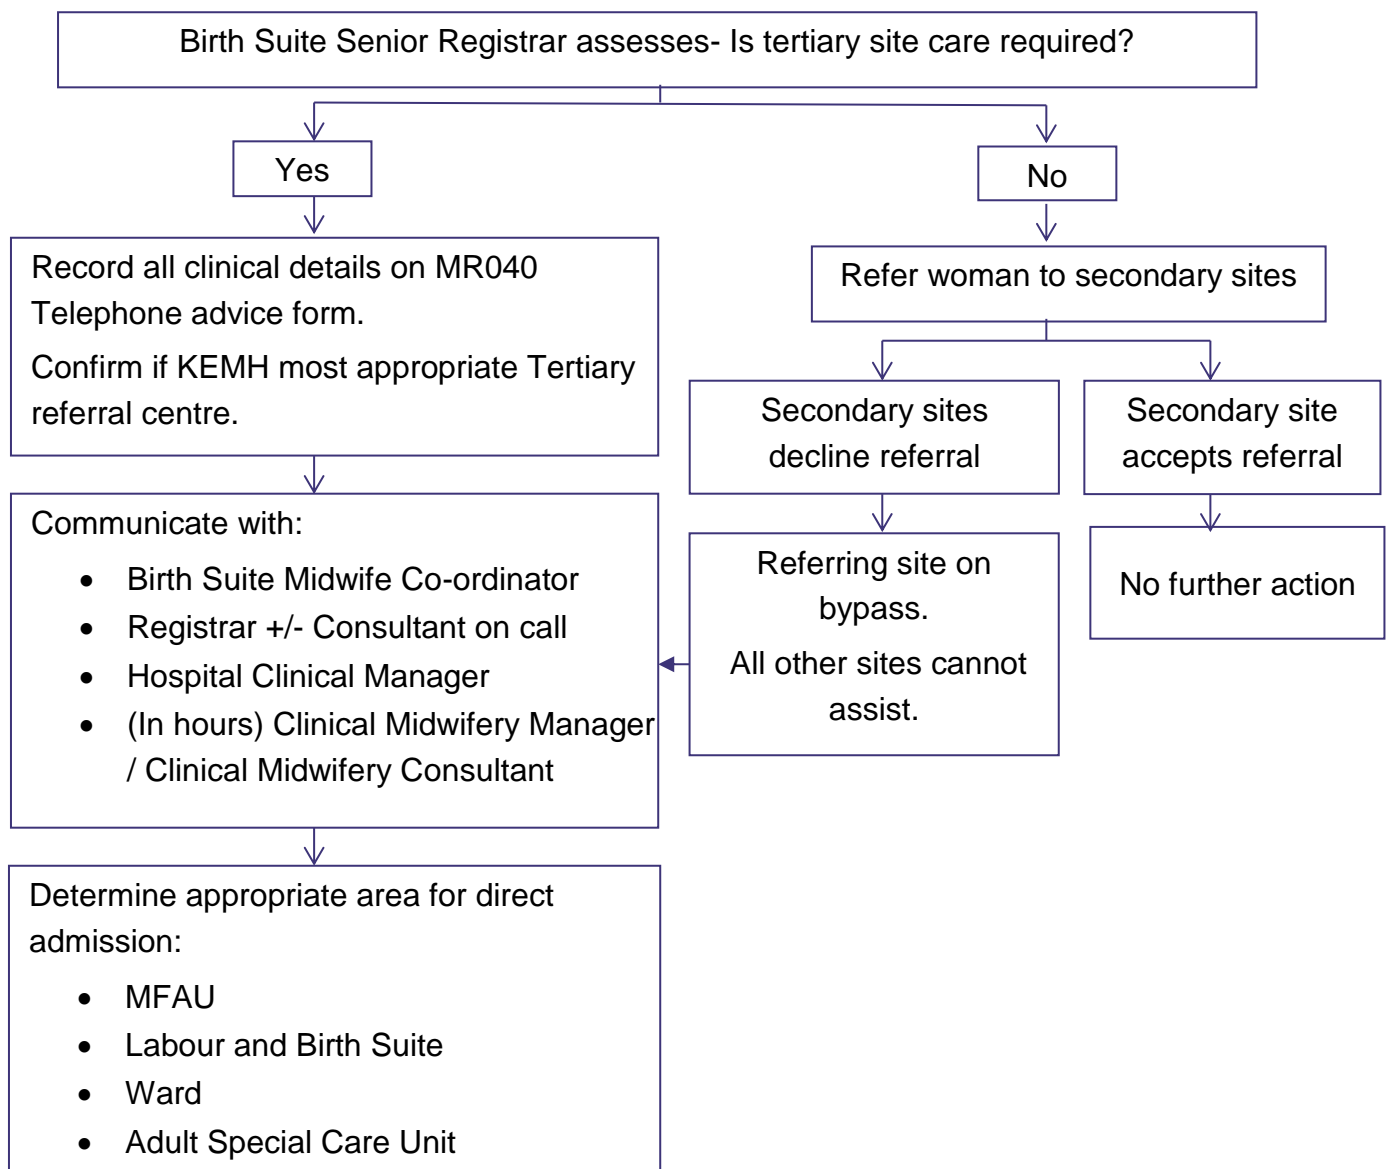 Birth Suite Senior Registrar assesses- Is tertiary site care required?
Yes
No
Record all clinical details on MR040
Telephone advice form.
Confirm if KEMH most appropriate Tertiary
referral centre.
Refer woman to secondary sites
Secondary sites
decline referral
Secondary site
accepts referral
Communicate with:
• Birth Suite Midwife Co-ordinator
• Registrar +/- Consultant on call
• Hospital Clinical Manager
• (In hours) Clinical Midwifery Manager
/ Clinical Midwifery Consultant
Referring site on
bypass.
All other sites cannot
assist.
No further action
Determine appropriate area for direct
admission:
• MFAU
• Labour and Birth Suite
• Ward
• Adult Special Care Unit